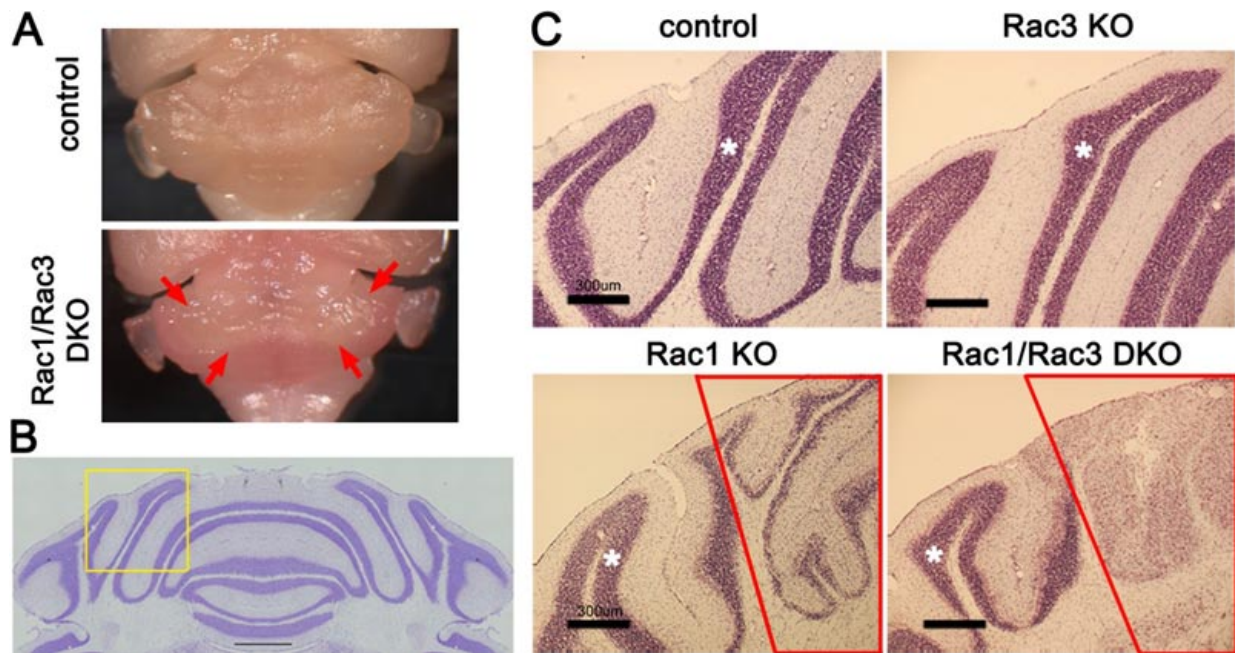 A
control
Rac1/Rac3
DKO
B
C
control
Rac3 KO
300um
*
*
Rac1 KO
Rac1/Rac3 DKO
300um
*
*